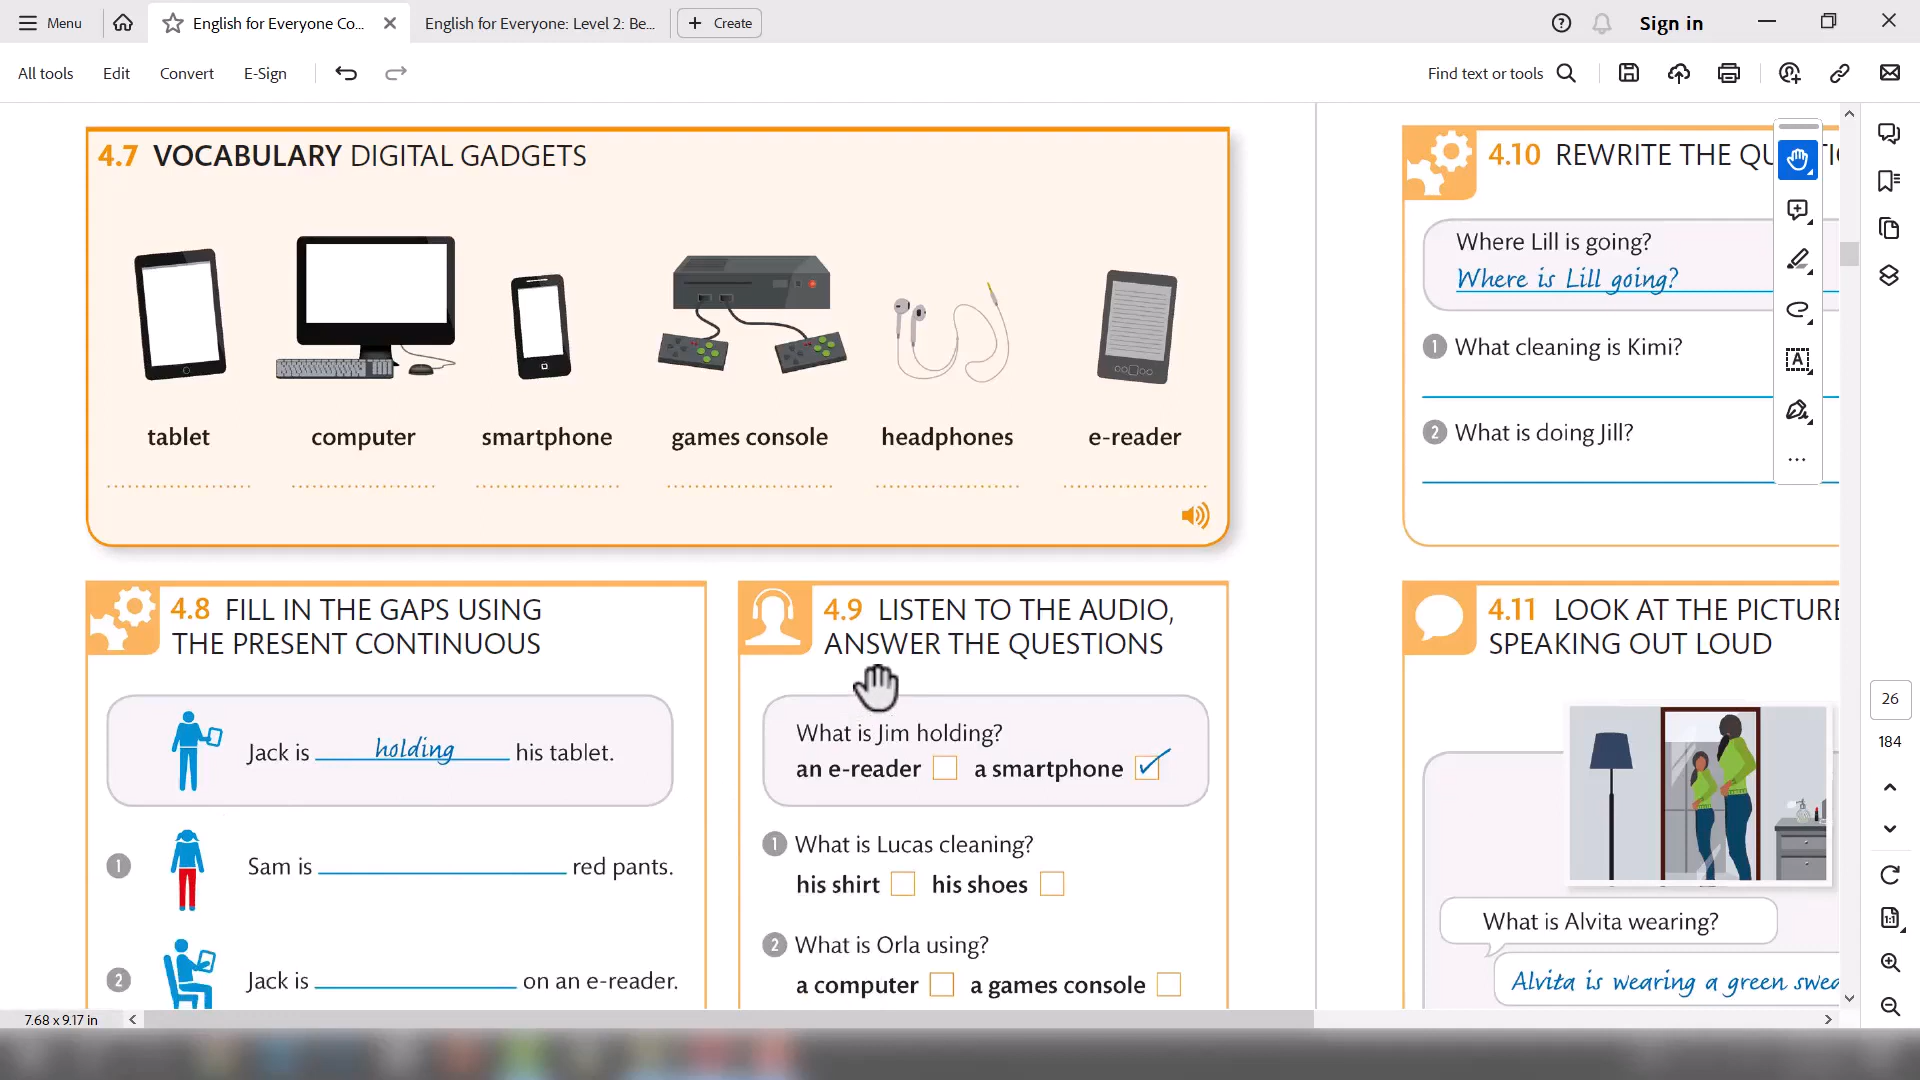 Menu
English for Everyone Co...
English for Everyone: Level 2: Be...
Create
Sign in
All tools
Edit
Convert
E-Sign
Find text or tools
4.7 VOCABULARY DIGITAL GADGETS
tablet
computer
smartphone
games console
headphones
e-reader
4.8 FILL IN THE GAPS USING
THE PRESENT CONTINUOUS
Jack is holding his tablet.
1 Sam is red pants.
2 Jack is on an e-reader.
4.9 LISTEN TO THE AUDIO,
ANSWER THE QUESTIONS
What is Jim holding?
an e-reader a smartphone
1 What is Lucas cleaning?
his shirt his shoes
2 What is Orla using?
a computer a games console
4.10 REWRITE THE QU
Where Lill is going?
Where is Lill going?
1 What cleaning is Kimi?
2 What is doing Jill?
4.11 LOOK AT THE PICTURE
SPEAKING OUT LOUD
What is Alvita wearing?
Alvita is wearing a green swea
26
184
7.68 x 9.17 in